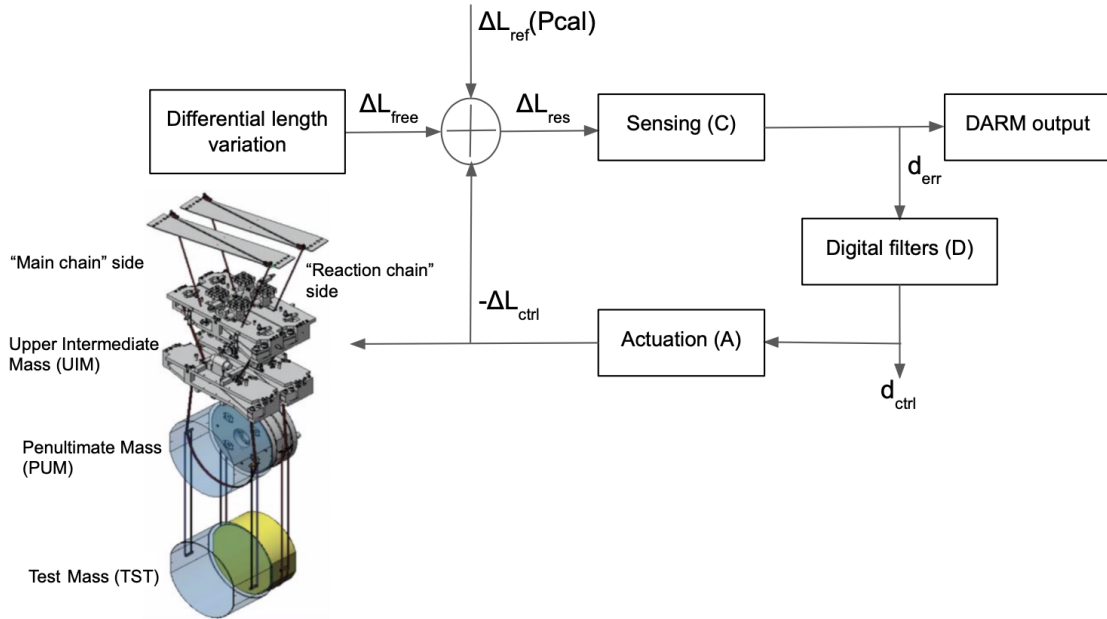 ΔL_ref(Pcal)
Differential length
variation
ΔL_free
ΔL_res
Sensing (C)
DARM output
d_err
Digital filters (D)
“Main chain” side
“Reaction chain”
side
-ΔL_ctrl
Actuation (A)
d_ctrl
Upper Intermediate
Mass (UIM)
Penultimate Mass
(PUM)
Test Mass (TST)